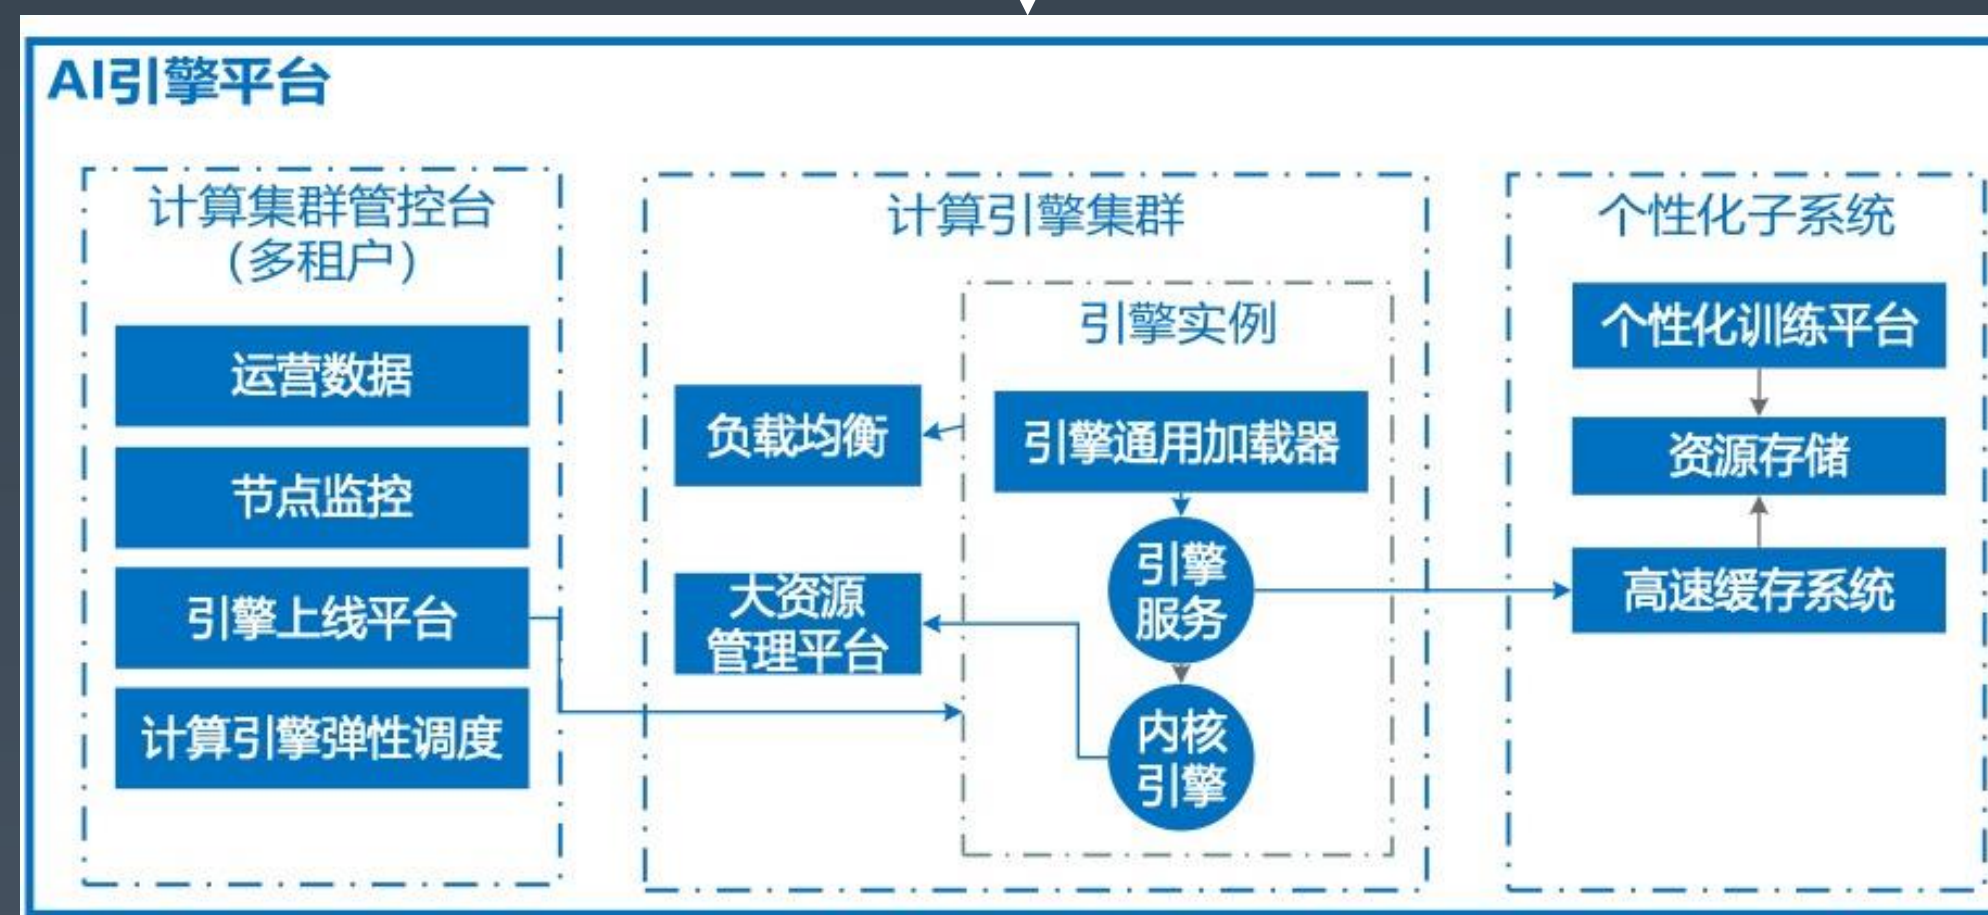 AI引擎平台
计算集群管控台
（多租户）
运营数据
节点监控
引擎上线平台
计算引擎弹性调度
计算引擎集群
负载均衡
大资源
管理平台
引擎实例
引擎通用加载器
引擎
服务
内核
引擎
个性化子系统
个性化训练平台
资源存储
高速缓存系统